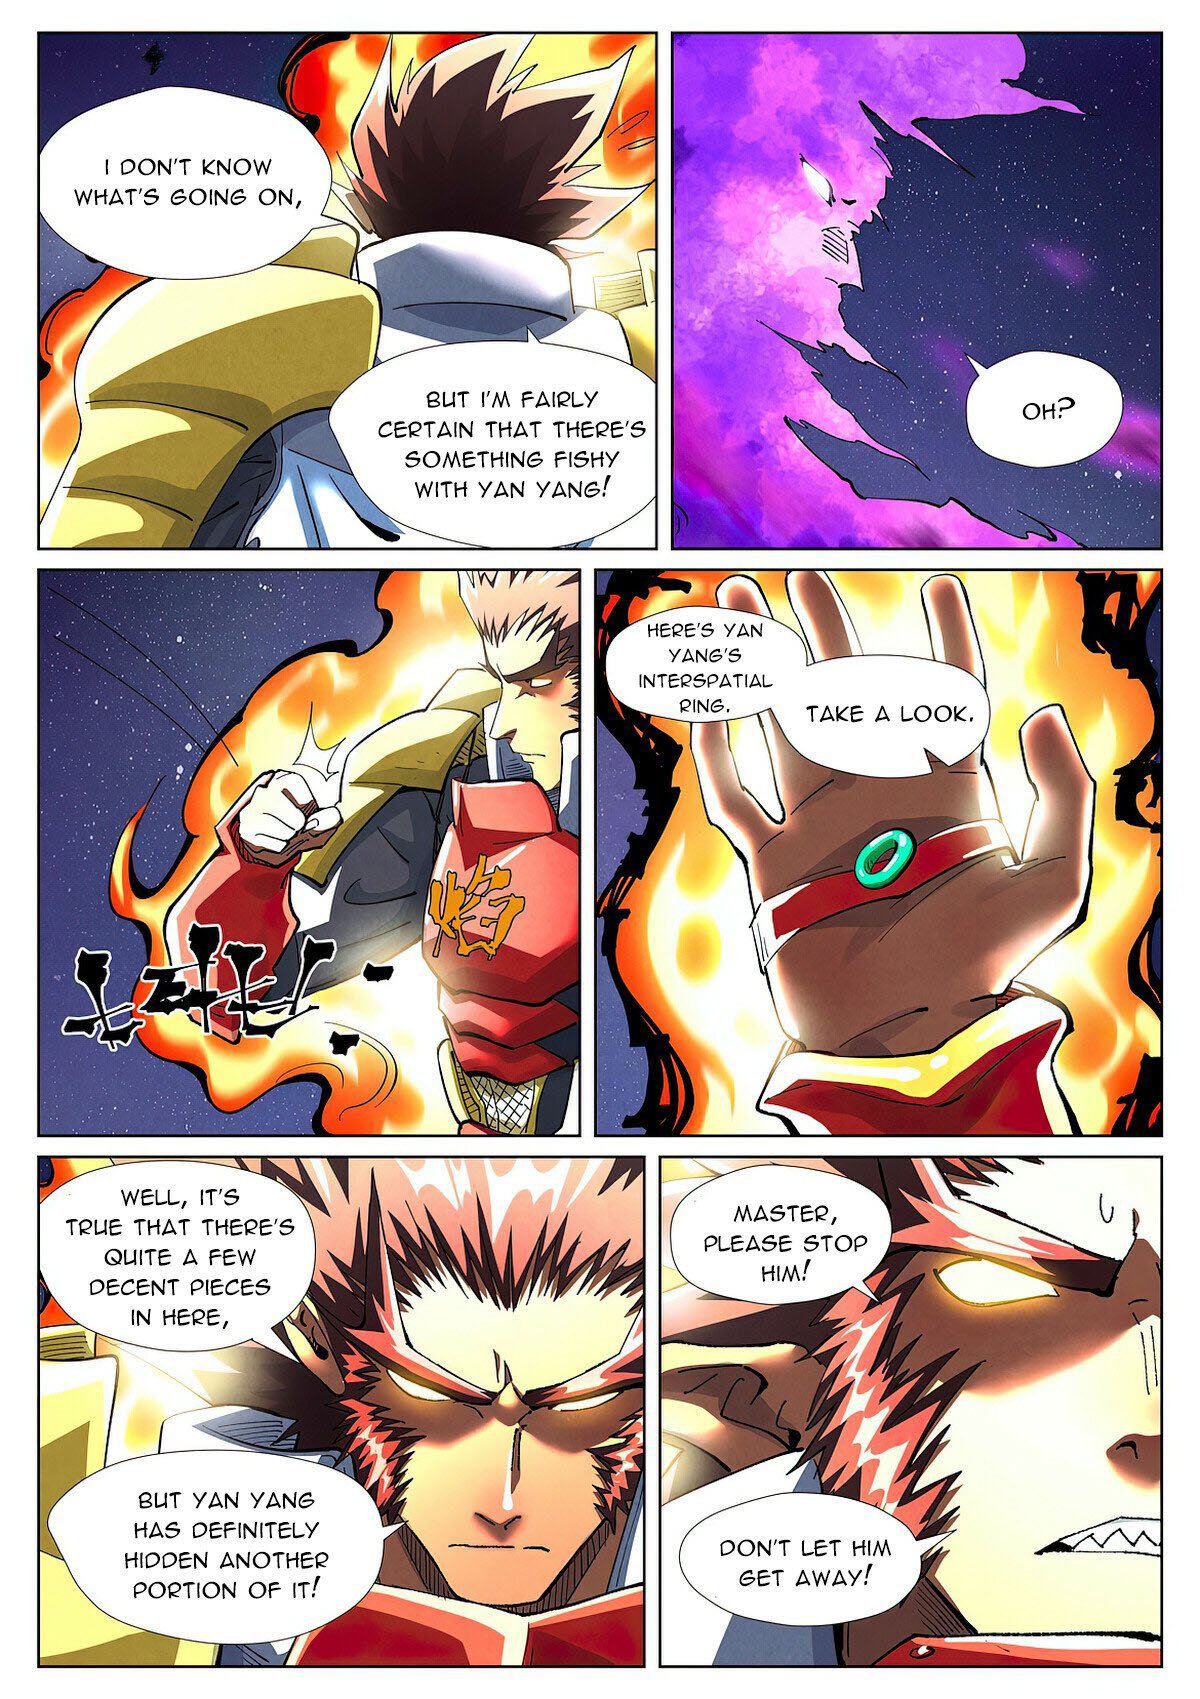 I DON'T KNOW
WHAT'S GOING ON,
BUT I'M FAIRLY
CERTAIN THAT THERE'S
SOMETHING FISHY
WITH YAN YANG!
OH?
焰
HERE'S YAN
YANG'S
INTERSPATIAL
RING.
TAKE A LOOK.
WELL, IT'S
TRUE THAT THERE'S
QUITE A FEW
DECENT PIECES
IN HERE,
BUT YAN YANG
HAS DEFINITELY
HIDDEN ANOTHER
PORTION OF IT!
MASTER,
PLEASE STOP
HIM!
DON'T LET HIM
GET AWAY!